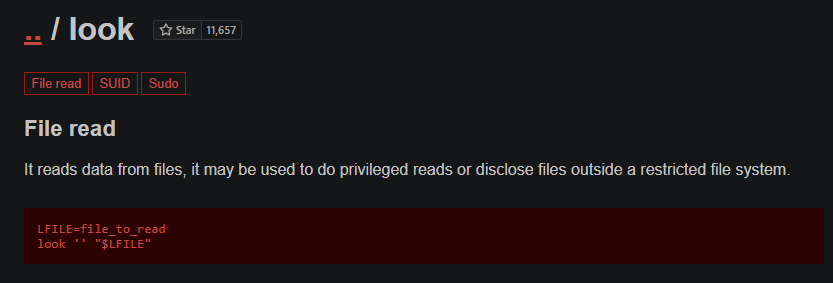 .. / look Star 11,657
File read SUID Sudo
File read
It reads data from files, it may be used to do privileged reads or disclose files outside a restricted file system.
LFILE=file_to_read
look '' "$LFILE"